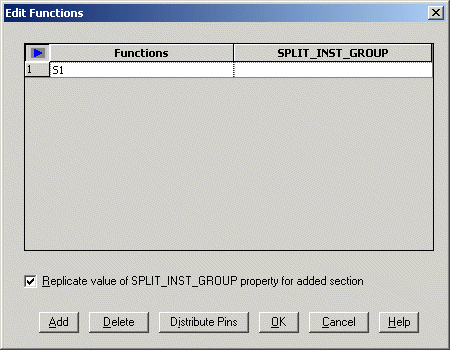 Edit Functions
Functions SPLIT_INST_GROUP
1 S1
Replicate value of SPLIT_INST_GROUP property for added section
Add Delete Distribute Pins OK Cancel Help